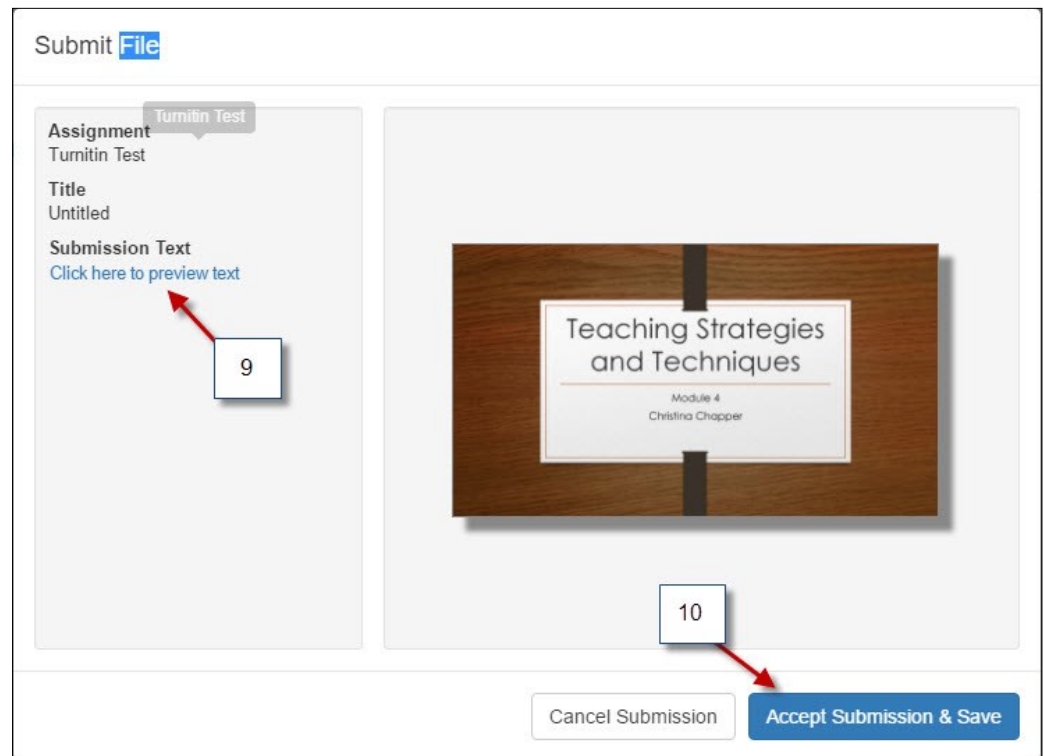 Submit File
Turnitin Test
Assignment
Turnitin Test
Title
Untitled
Submission Text
Click here to preview text
9
Teaching Strategies
and Techniques
Module 4
Christina Chapper
10
Cancel Submission
Accept Submission & Save